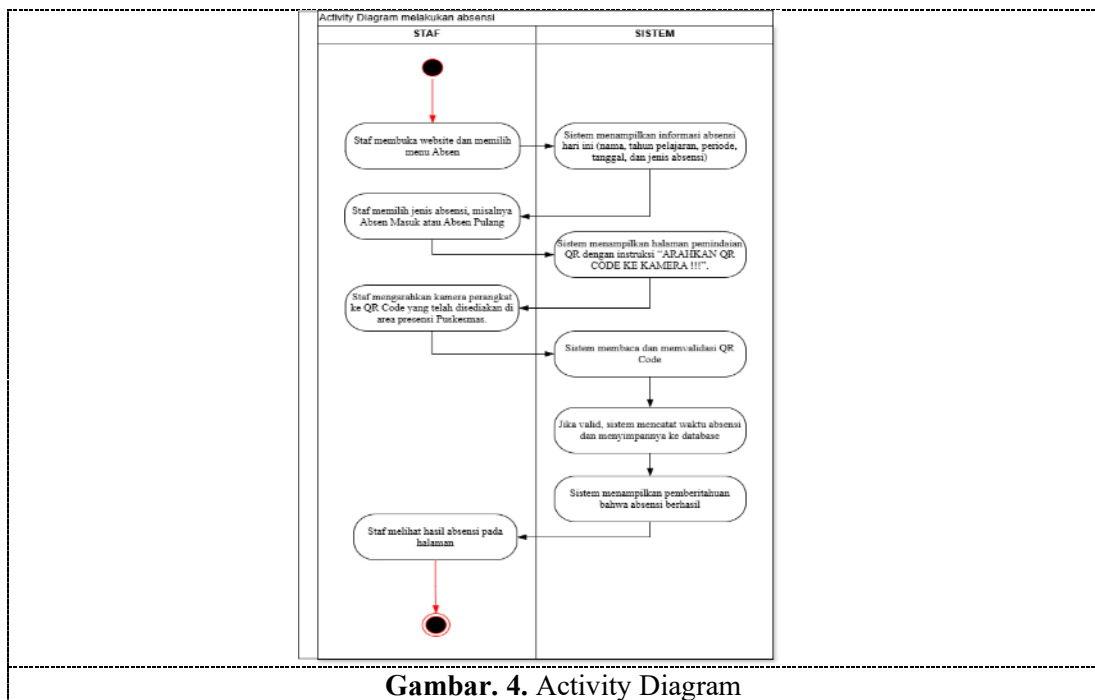 Activity Diagram melakukan absensi
STAF
SISTEM
Staf membuka website dan memilih
menu Absen
Sistem menampilkan informasi absensi
hari ini (nama, tahun pelajaran, periode,
tanggal, dan jenis absensi)
Staf memilih jenis absensi, misalnya
Absen Masuk atau Absen Pulang
Sistem menampilkan halaman pemindaian
QR dengan instruksi “ARAHKAN QR
CODE KE KAMERA !!!”.
Staf mengarahkan kamera perangkat
ke QR Code yang telah disediakan di
area presensi Puskesmas.
Sistem membaca dan memvalidasi QR
Code
Jika valid, sistem mencatat waktu absensi
dan menyimpannya ke database
Sistem menampilkan pemberitahuan
bahwa absensi berhasil
Staf melihat hasil absensi pada
halaman
Gambar. 4. Activity Diagram